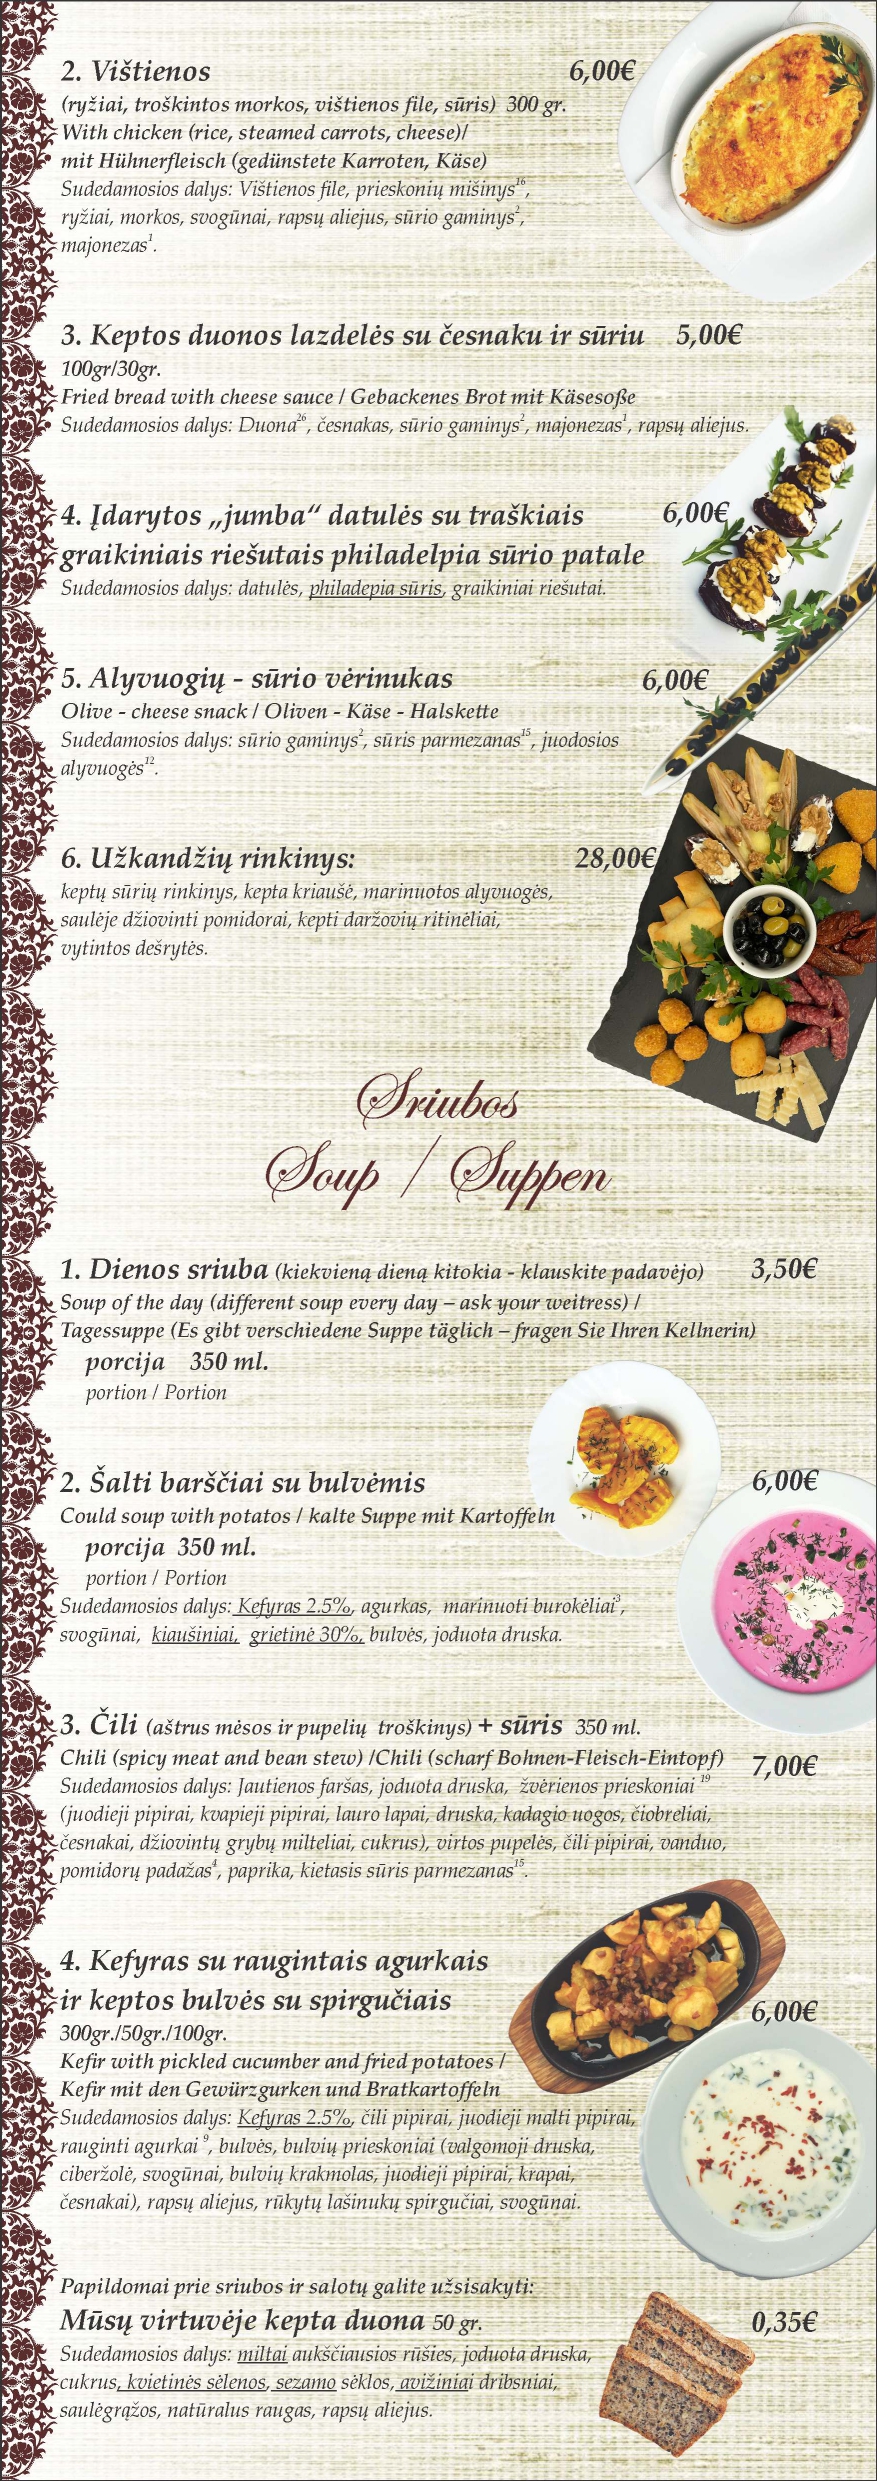 2. Vištienos 6,00€
(ryžiai, troškintos morkos, vištienos file, sūris) 300 gr.
With chicken (rice, steamed carrots, cheese)/
mit Hühnerfleisch (gedünstete Karroten, Käse)
Sudedamosios dalys: Vištienos file, prieskonių mišinys16,
ryžiai, morkos, svogūnai, rapsų aliejus, sūrio gaminys2,
majonezas1.
3. Keptos duonos lazdelės su česnaku ir sūriu 5,00€
100gr/30gr.
Fried bread with cheese sauce / Gebackenes Brot mit Käsesoße
Sudedamosios dalys: Duona26, česnakas, sūrio gaminys2, majonezas1, rapsų aliejus.
4. Įdarytos „jumba“ datulės su traškiais 6,00€
graikiniais riešutais philadelpia sūrio patale
Sudedamosios dalys: datulės, philadepia sūris, graikiniai riešutai.
5. Alyvuogių - sūrio vėrinukas 6,00€
Olive - cheese snack / Oliven - Käse - Halskette
Sudedamosios dalys: sūrio gaminys2, sūris parmezanas15, juodosios
alyvuogės12.
6. Užkandžių rinkinys: 28,00€
keptų sūrių rinkinys, kepta kriaušė, marinuotos alyvuogės,
saulėje džiovinti pomidorai, kepti daržovių ritinėliai,
vytintos dešrytės.
Sriubos
Soup / Suppen
1. Dienos sriuba (kiekvieną dieną kitokia - klauskite padavėjo) 3,50€
Soup of the day (different soup every day – ask your weitress) /
Tagessuppe (Es gibt verschiedene Suppe täglich – fragen Sie Ihren Kellnerin)
porcija 350 ml.
portion / Portion
2. Šalti barščiai su bulvėmis 6,00€
Could soup with potatos / kalte Suppe mit Kartoffeln
porcija 350 ml.
portion / Portion
Sudedamosios dalys: Kefyras 2.5%, agurkas, marinuoti burokėliai3,
svogūnai, kiaušiniai, grietinė 30%, bulvės, joduota druska.
3. Čili (aštrus mėsos ir pupelių troškinys) + sūris 350 ml.
Chili (spicy meat and bean stew) /Chili (scharf Bohnen-Fleisch-Eintopf) 7,00€
Sudedamosios dalys: Jautienos faršas, joduota druska, žvėrienos prieskoniai 19
(juodieji pipirai, kvapieji pipirai, lauro lapai, druska, kadagio uogos, čiobreliai,
česnakai, džiovintų grybų milteliai, cukrus), virtos pupelės, čili pipirai, vanduo,
pomidorų padažas4, paprika, kietasis sūris parmezanas15.
4. Kefyras su raugintais agurkais
ir keptos bulvės su spirgučiais 6,00€
300gr./50gr./100gr.
Kefir with pickled cucumber and fried potatoes /
Kefir mit den Gewürzgurken und Bratkartoffeln
Sudedamosios dalys: Kefyras 2.5%, čili pipirai, juodieji malti pipirai,
rauginti agurkai 9, bulvės, bulvių prieskoniai (valgomoji druska,
ciberžolė, svogūnai, bulvių krakmolas, juodieji pipirai, krapai,
česnakai), rapsų aliejus, rūkytų lašinukų spirgučiai, svogūnai.
Papildomai prie sriubos ir salotų galite užsisakyti:
Mūsų virtuvėje kepta duona 50 gr. 0,35€
Sudedamosios dalys: miltai aukščiausios rūšies, joduota druska,
cukrus, kvietinės sėlenos, sezamo sėklos, avižiniai dribsniai,
saulėgrąžos, natūralus raugas, rapsų aliejus.